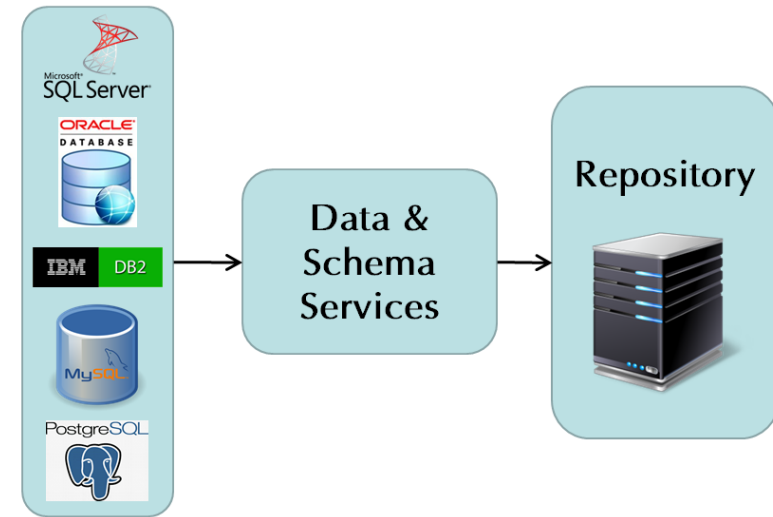 Microsoft®
SQL Server®
ORACLE®
DATABASE
IBM DB2
MySQL
PostgreSQL
Data &
Schema
Services
Repository